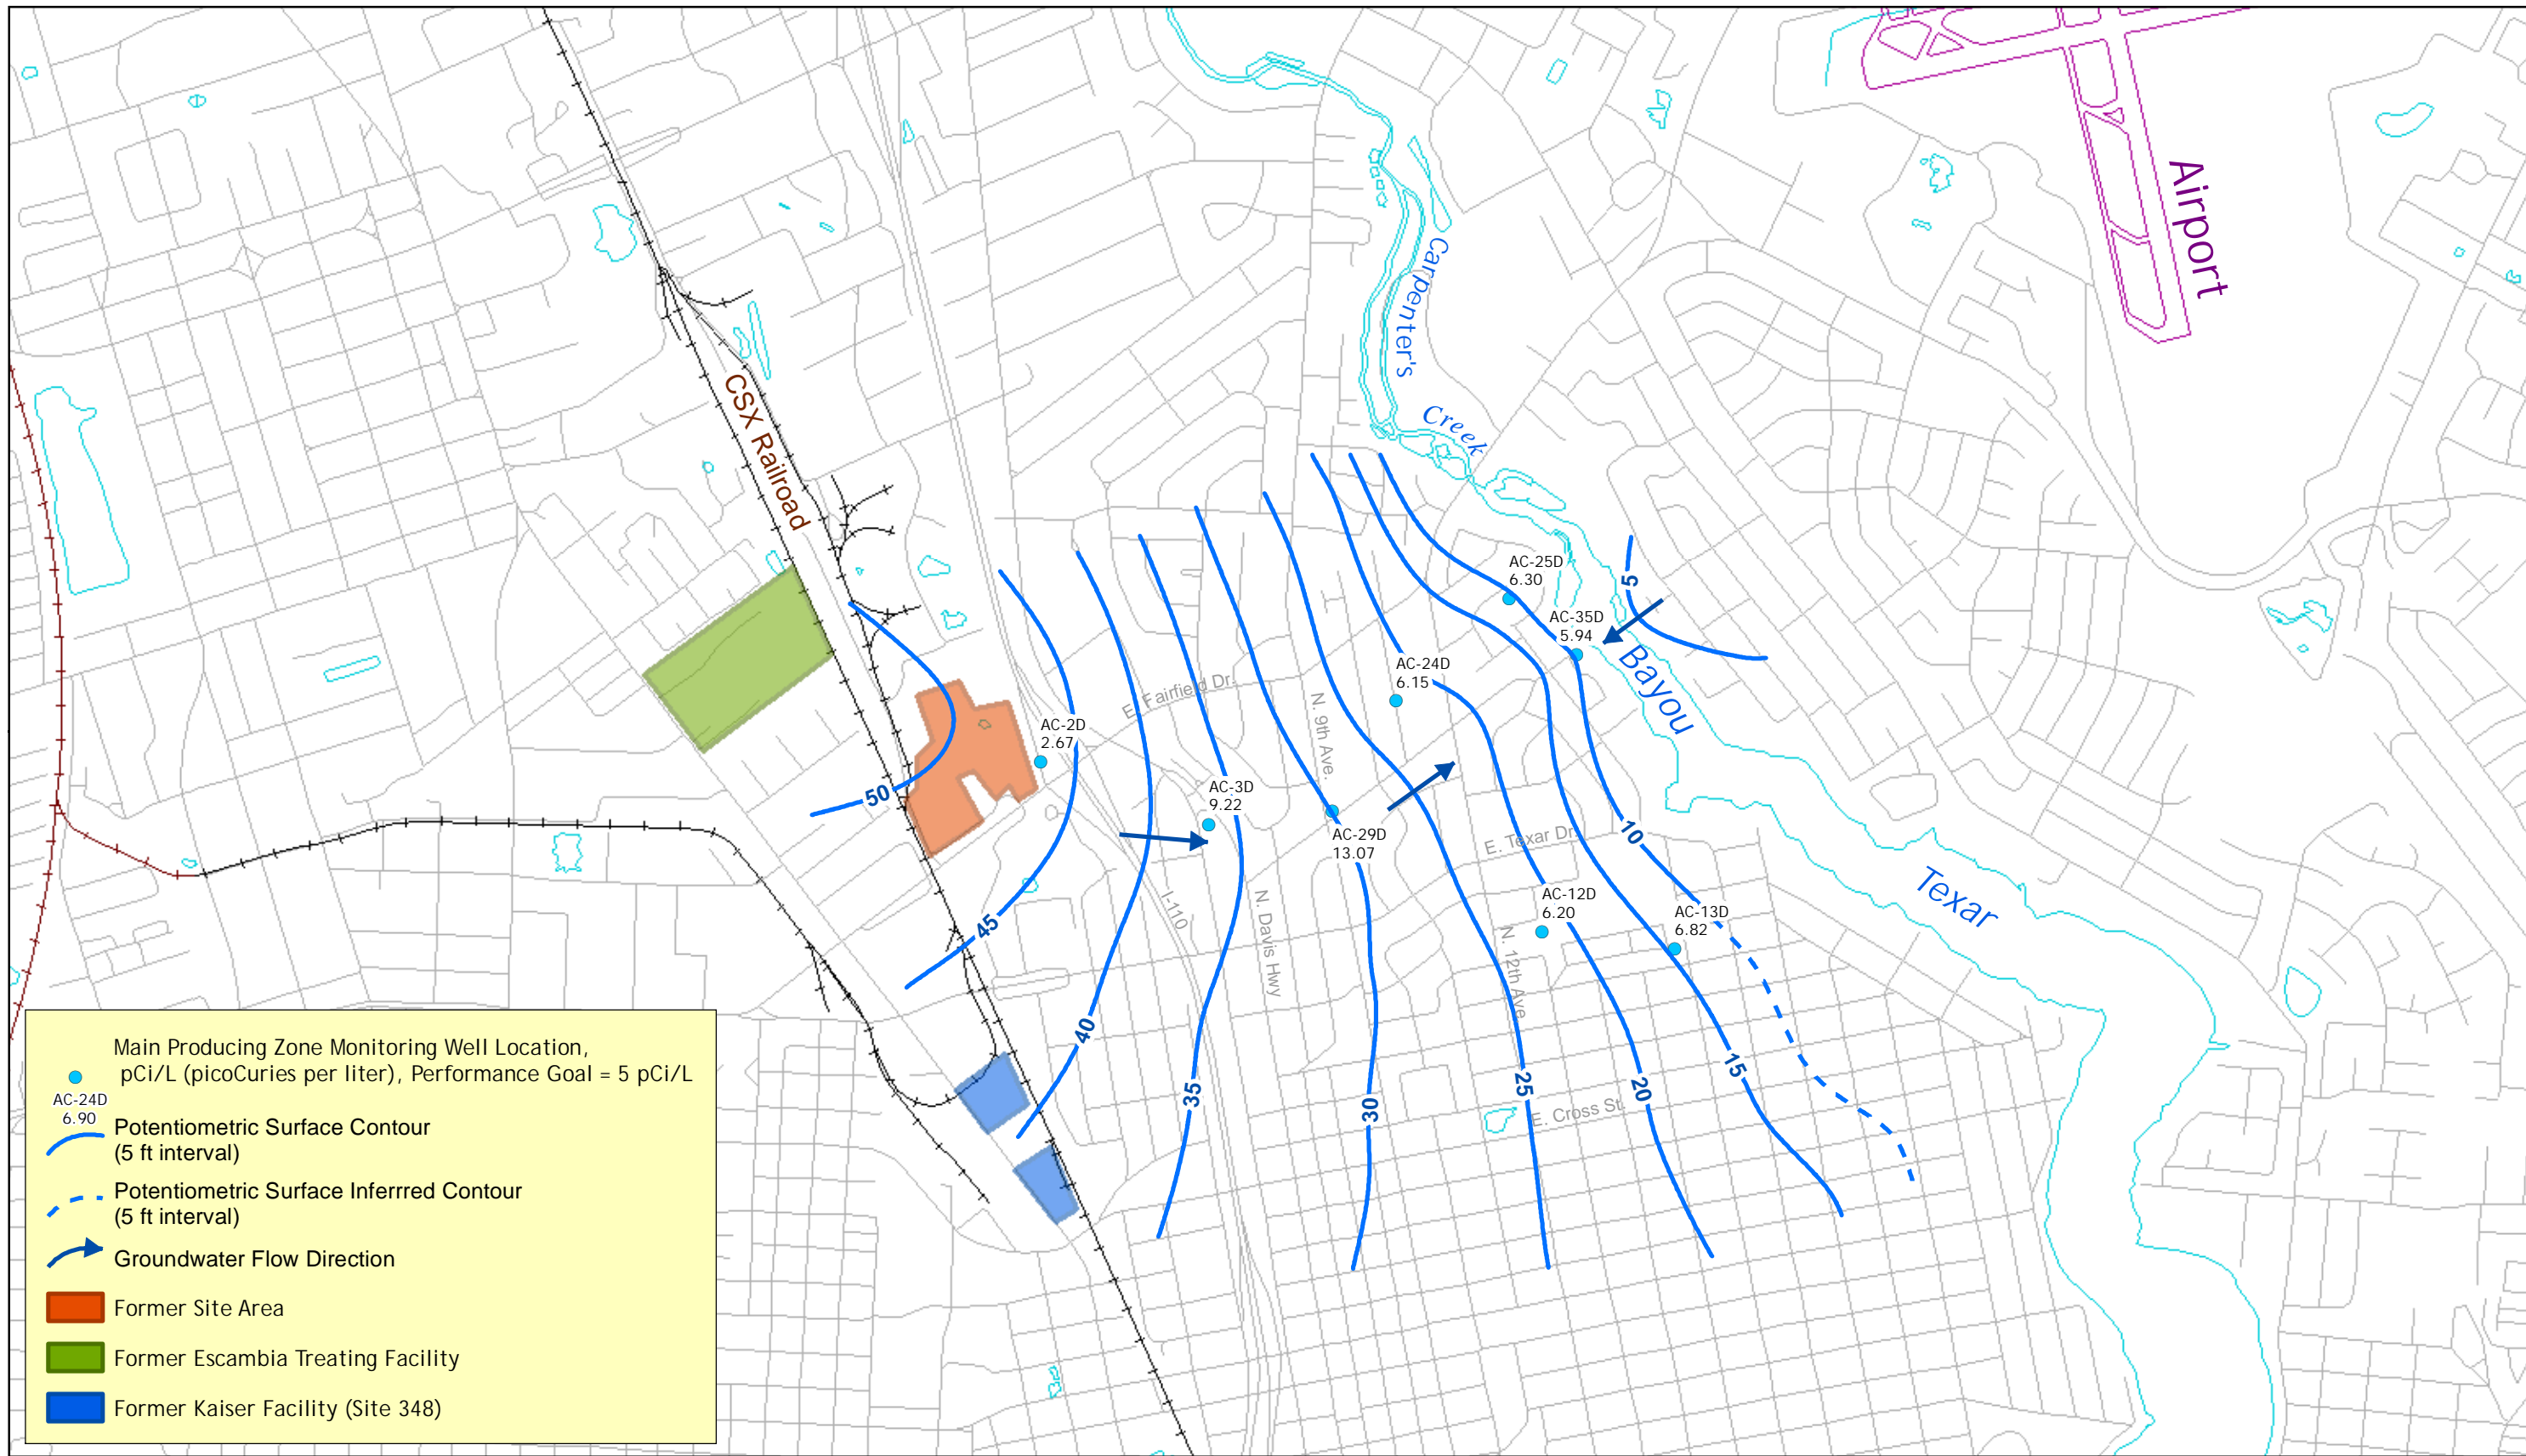 Airport
Carpenter's
Creek
CSX Railroad
5
AC-25D
6.30
AC-35D
5.94
Bayou
AC-24D
6.15
E. Fairfield Dr.
N. 9th Ave.
AC-2D
2.67
50
AC-3D
9.22
AC-29D
13.07
10
E. Texar Dr.
Texar
45
I-110
N. Davis Hwy
AC-12D
6.20
AC-13D
6.82
N. 12th Ave.
40
35
30
25
20
15
E. Cross St.
Main Producing Zone Monitoring Well Location,
pCi/L (picoCuries per liter), Performance Goal = 5 pCi/L
AC-24D
6.90
Potentiometric Surface Contour
(5 ft interval)
Potentiometric Surface Inferrred Contour
(5 ft interval)
Groundwater Flow Direction
Former Site Area
Former Escambia Treating Facility
Former Kaiser Facility (Site 348)